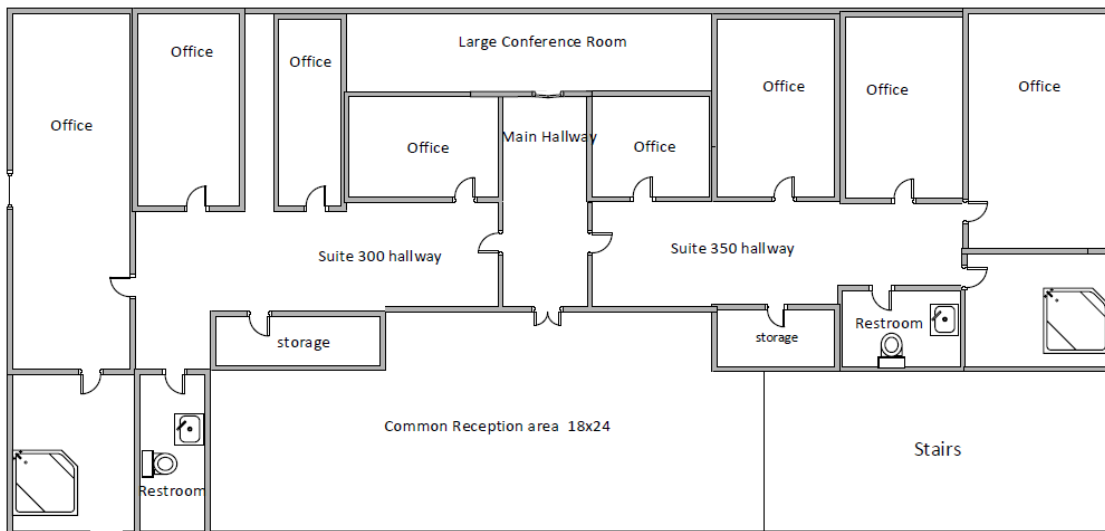 Large Conference Room
Office
Office
Office
Office
Office
Office
Office
Main Hallway
Office
Office
Suite 300 hallway
Suite 350 hallway
Restroom
storage
storage
Common Reception area 18x24
Stairs
Restroom